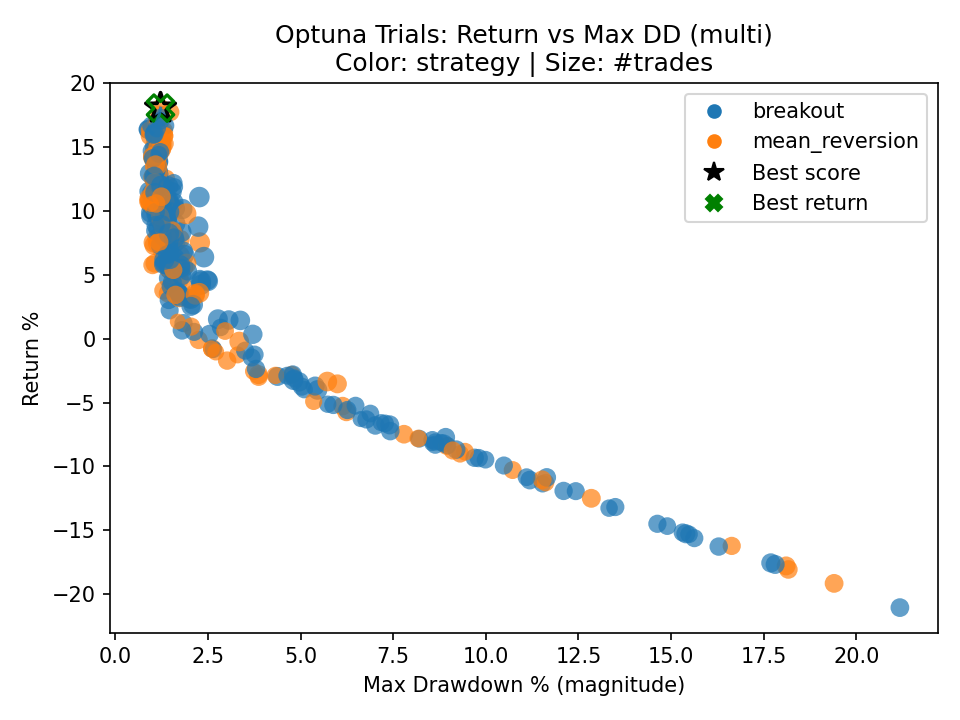 Optuna Trials: Return vs Max DD (multi)
Color: strategy | Size: #trades
breakout
mean_reversion
Best score
Best return
20
15
10
5
0
−5
−10
−15
−20
Return %
0.0 2.5 5.0 7.5 10.0 12.5 15.0 17.5 20.0
Max Drawdown % (magnitude)